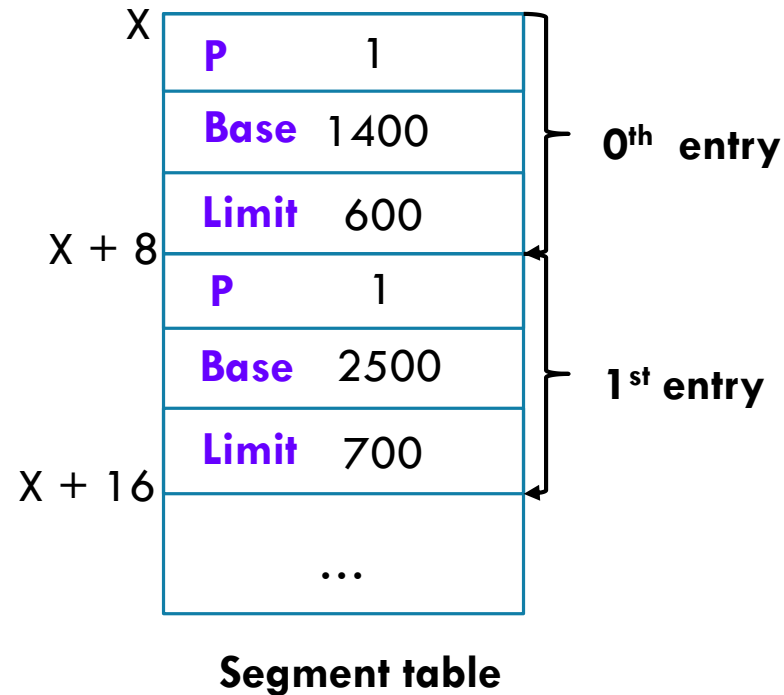 X
P 1
Base 1400
0th entry
Limit 600
X + 8
P 1
Base 2500
1st entry
Limit 700
X + 16
...
Segment table